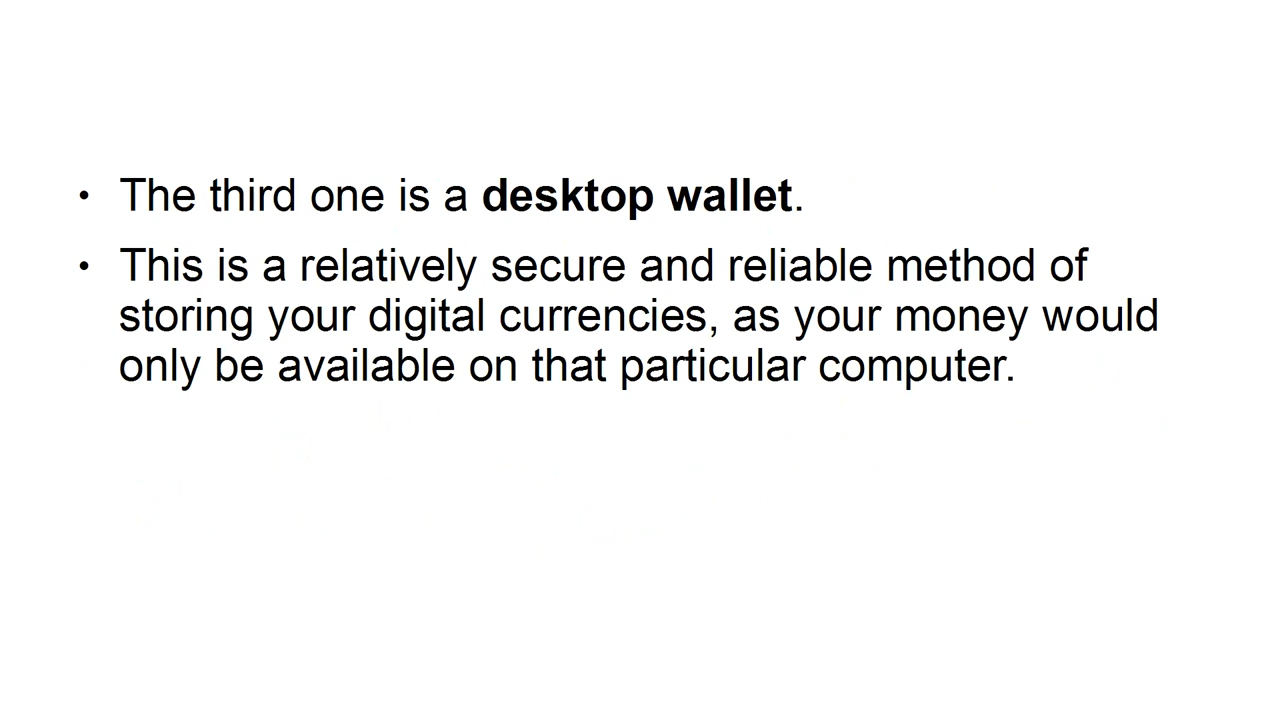 • The third one is a desktop wallet.
• This is a relatively secure and reliable method of
storing your digital currencies, as your money would
only be available on that particular computer.